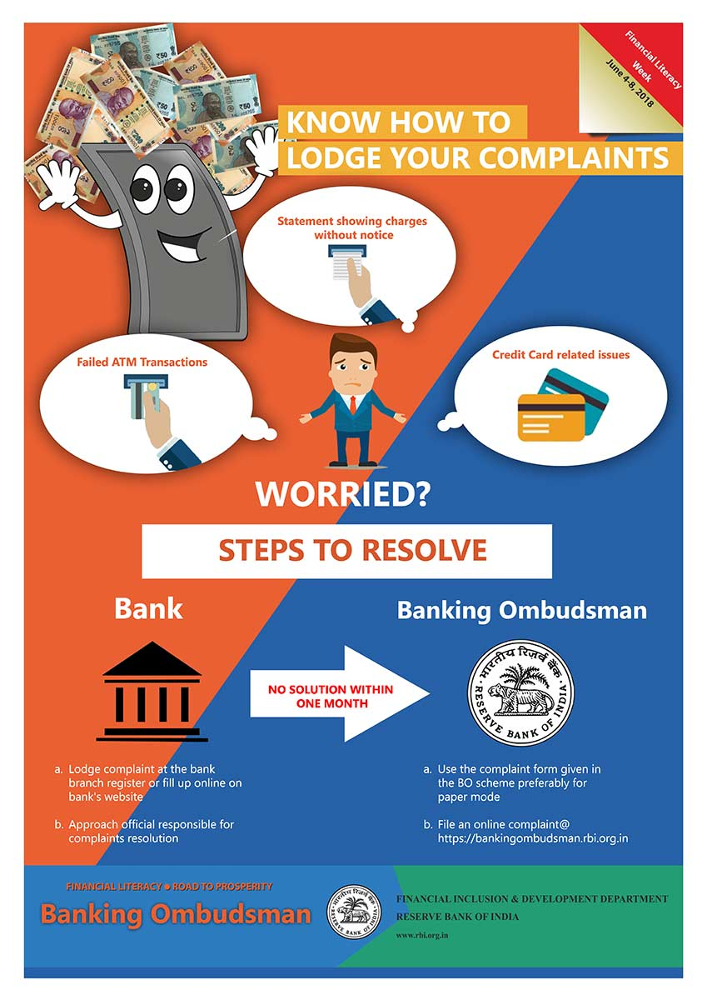 Financial Literacy
Week
June 4-8, 2018
KNOW HOW TO
LODGE YOUR COMPLAINTS
Statement showing charges
without notice
Failed ATM Transactions
Credit Card related issues
WORRIED?
STEPS TO RESOLVE
Bank
Banking Ombudsman
NO SOLUTION WITHIN
ONE MONTH
भारतीय रिज़र्व बैंक
RESERVE BANK OF INDIA
a. Lodge complaint at the bank
branch register or fill up online on
bank's website
b. Approach official responsible for
complaints resolution
a. Use the complaint form given in
the BO scheme preferably for
paper mode
b. File an online complaint@
https://bankingombudsman.rbi.org.in
FINANCIAL LITERACY ● ROAD TO PROSPERITY
Banking Ombudsman
भारतीय रिज़र्व बैंक
RESERVE BANK OF INDIA
FINANCIAL INCLUSION & DEVELOPMENT DEPARTMENT
RESERVE BANK OF INDIA
www.rbi.org.in